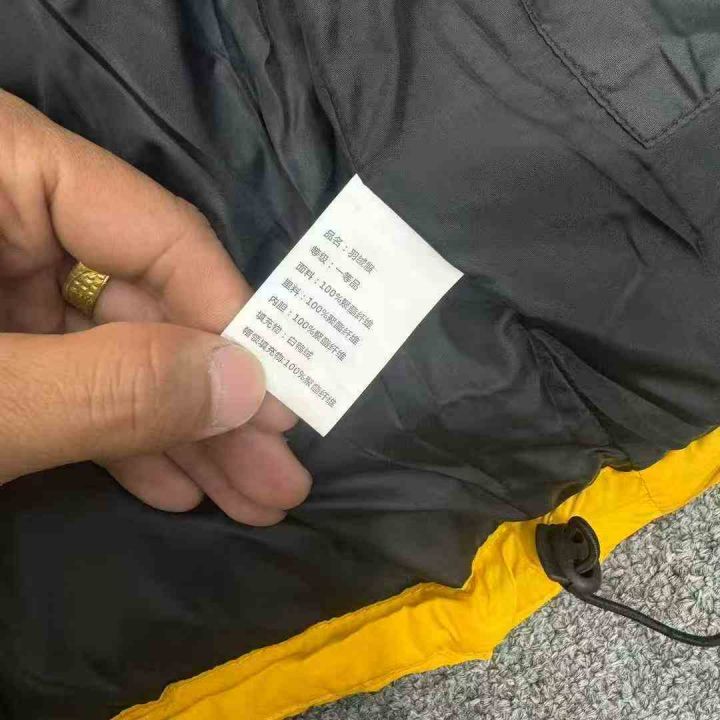 品名：羽绒服
等级：一等品
面料：100%聚酯纤维
里料：100%聚酯纤维
内胆：100%聚酯纤维
填充物：白鸭绒
帽领填充物:100%聚酯纤维